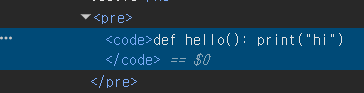 ▼<pre>
<code>def hello(): print("hi")
</code> == $0
</pre>